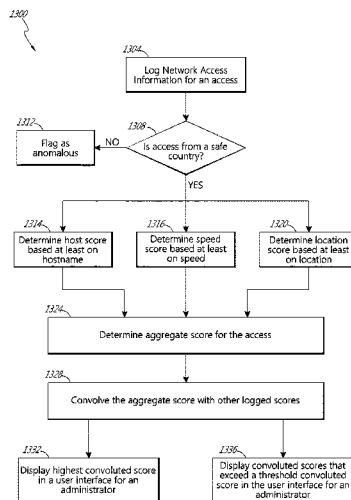 1300
1304
Log Network Access
Information for an access
1308
Is access from a safe
country?
1312
Flag as
anomalous
NO
YES
1314
Determine host score
based at least on
hostname
1316
Determine speed
score based at least
on speed
1320
Determine location
score based at least
on location
1324
Determine aggregate score for the access
1328
Convolve the aggregate score with other logged scores
1332
Display highest convoluted score
in a user interface for an
administrator
1336
Display convoluted scores that
exceed a threshold convoluted
score in the user interface for an
administrator